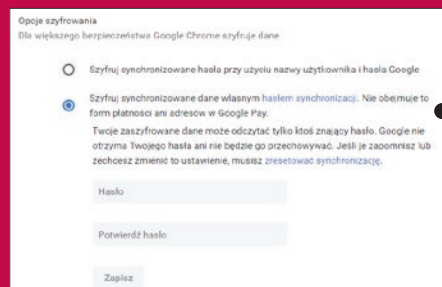 Opcje szyfrowania
Dla większego bezpieczeństwa Google Chrome szyfruje dane
Szyfruj synchronizowane hasła przy użyciu nazwy użytkownika i hasła Google
Szyfruj synchronizowane dane własnym hasłem synchronizacji. Nie obejmuje to
form płatności ani adresów w Google Pay.
Twoje zaszyfrowane dane może odczytać tylko ktoś znający hasło. Google nie
otrzyma Twojego hasła ani nie będzie go przechowywać. Jeśli je zapomnisz lub
zechcesz zmienić to ustawienie, musisz zresetować synchronizację.
Hasło
Potwierdź hasło
Zapisz